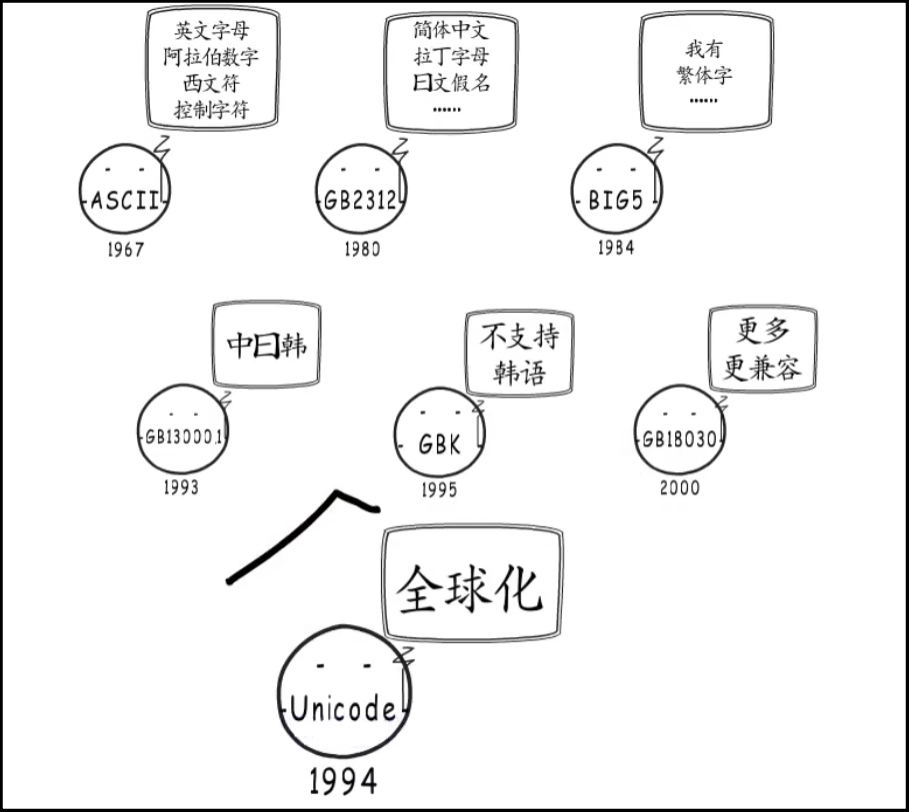 英文字母
阿拉伯数字
西文符
控制字符
ASCII
1967
简体中文
拉丁字母
日文假名
......
GB2312
1980
我有
繁体字
......
BIG5
1984
中日韩
GB13000.1
1993
不支持
韩语
GBK
1995
更多
更兼容
GB18030
2000
全球化
Unicode
1994